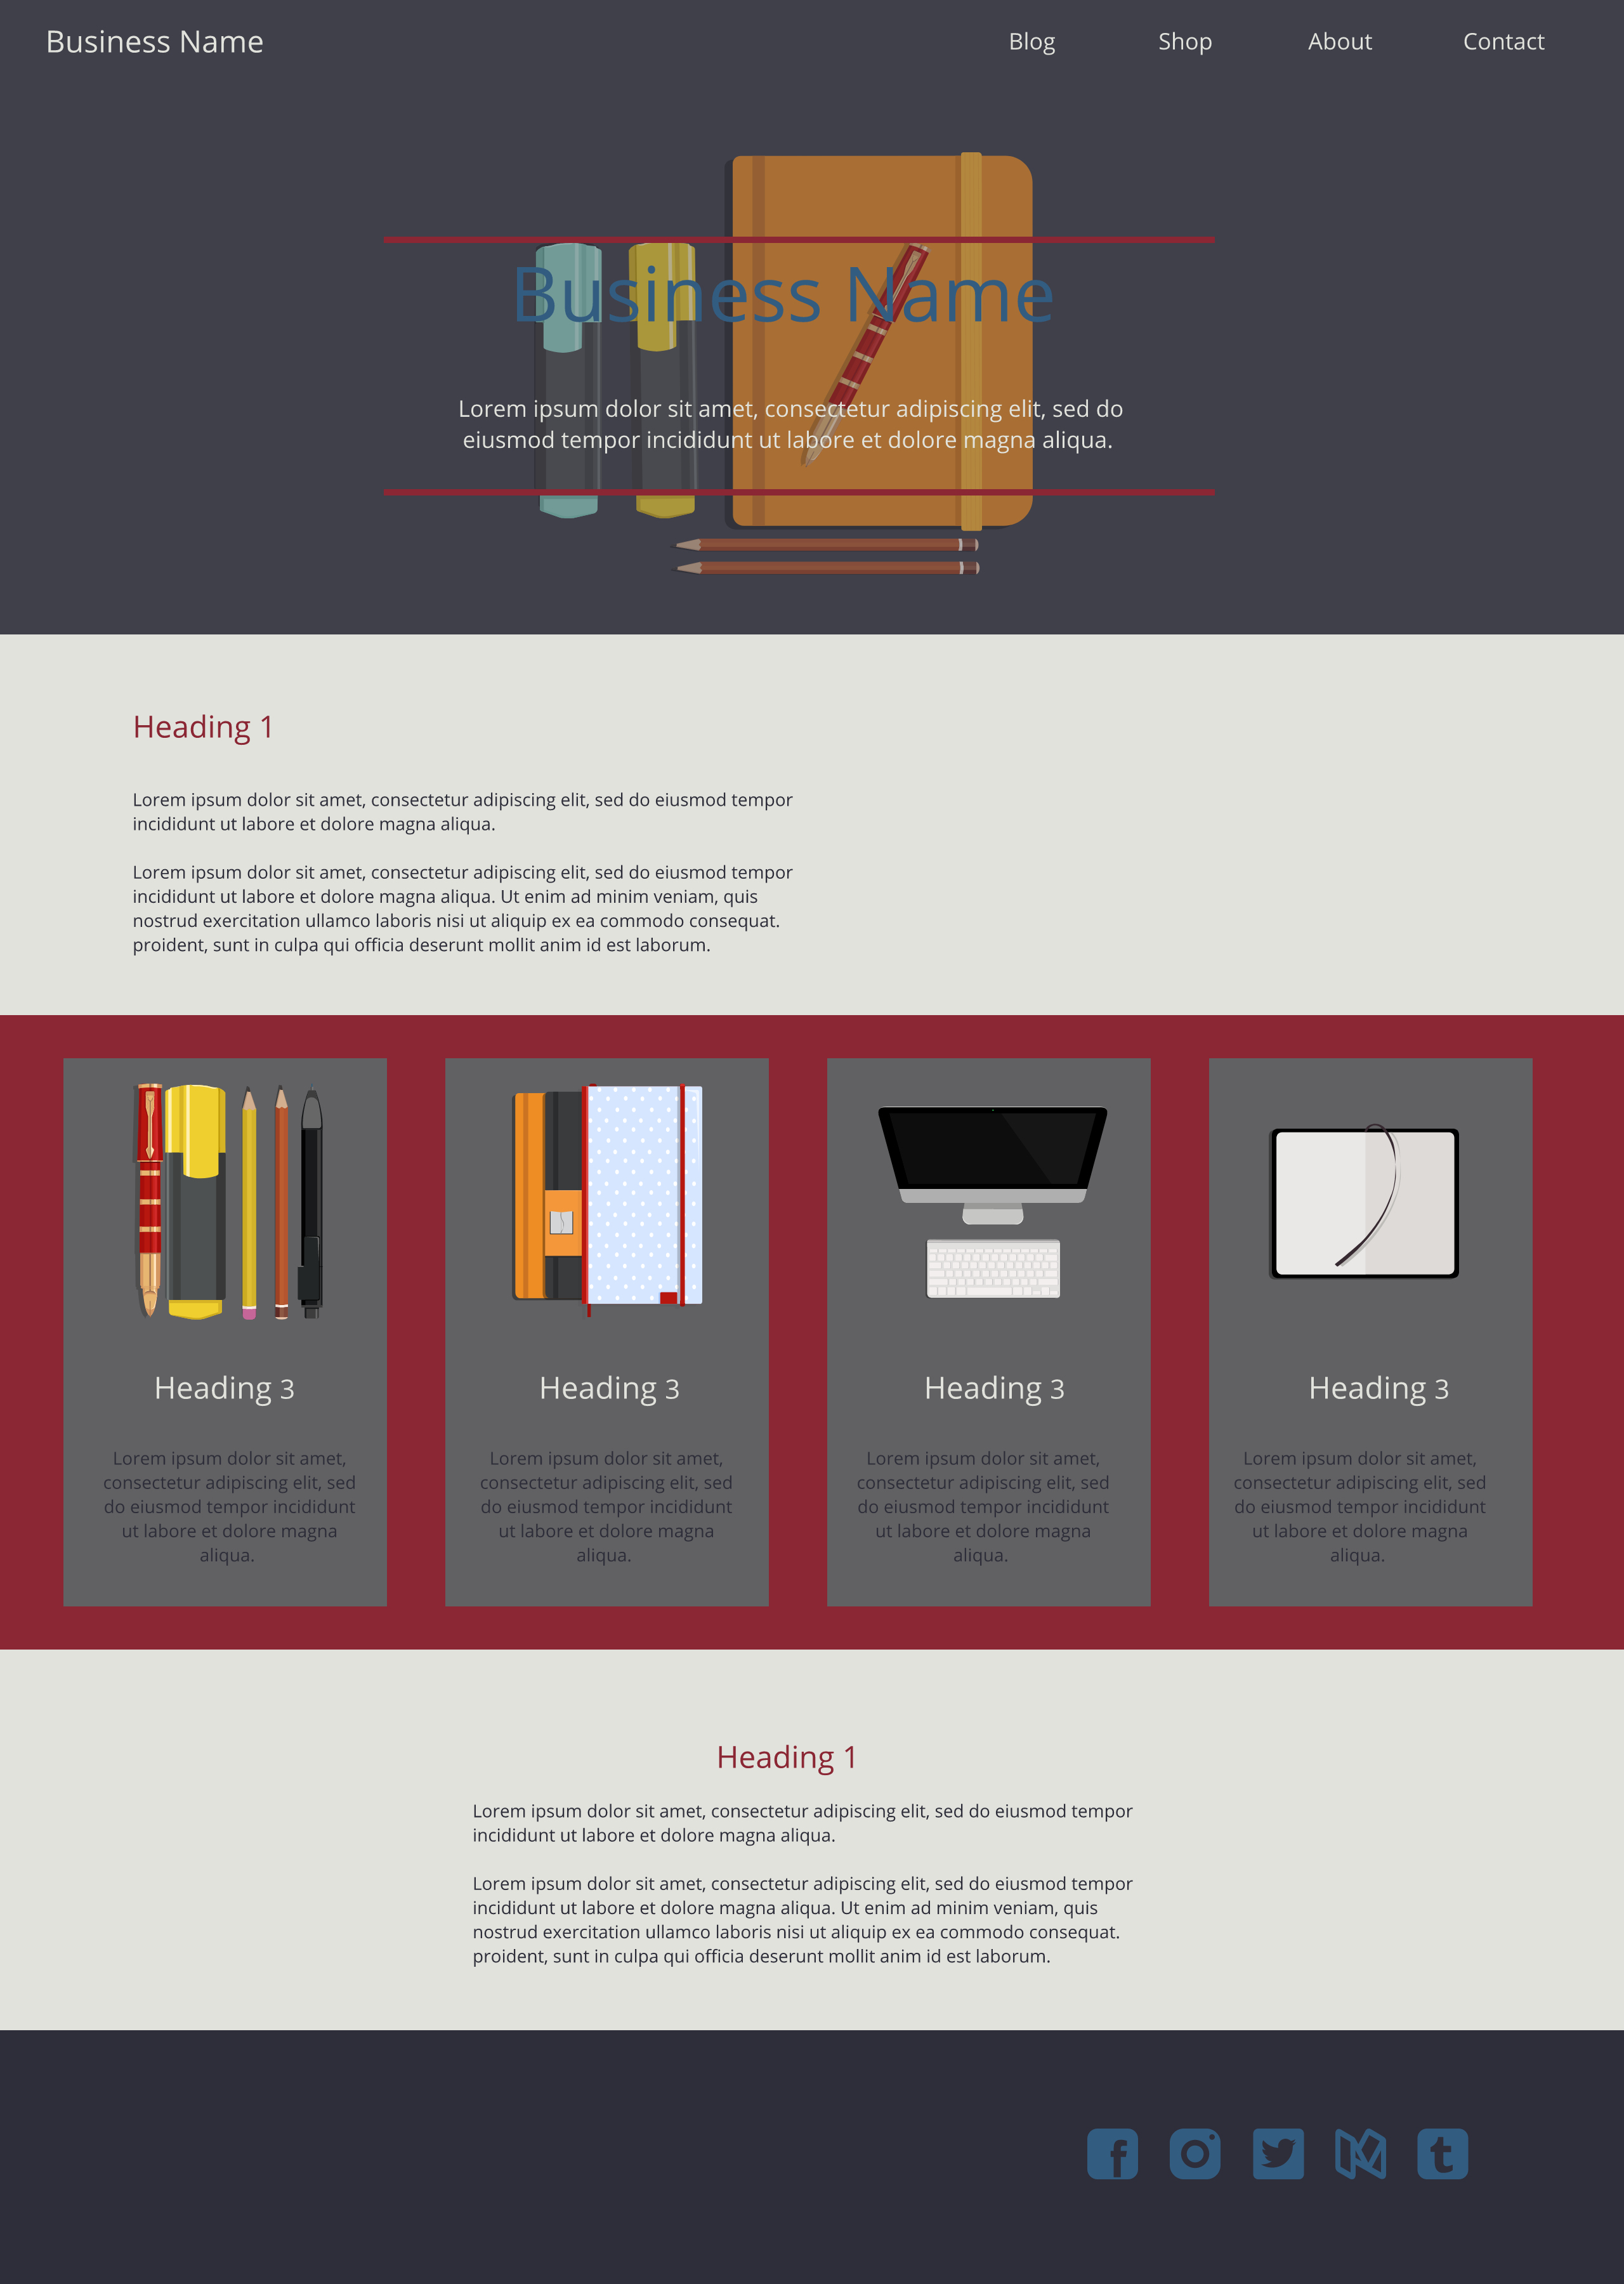 Business Name
Blog
Shop
About
Contact
Business Name
Lorem ipsum dolor sit amet, consectetur adipiscing elit, sed do
eiusmod tempor incididunt ut labore et dolore magna aliqua.
Heading 1
Lorem ipsum dolor sit amet, consectetur adipiscing elit, sed do eiusmod tempor
incididunt ut labore et dolore magna aliqua.
Lorem ipsum dolor sit amet, consectetur adipiscing elit, sed do eiusmod tempor
incididunt ut labore et dolore magna aliqua. Ut enim ad minim veniam, quis
nostrud exercitation ullamco laboris nisi ut aliquip ex ea commodo consequat.
proident, sunt in culpa qui officia deserunt mollit anim id est laborum.
Heading 3
Lorem ipsum dolor sit amet,
consectetur adipiscing elit, sed
do eiusmod tempor incididunt
ut labore et dolore magna
aliqua.
Heading 3
Lorem ipsum dolor sit amet,
consectetur adipiscing elit, sed
do eiusmod tempor incididunt
ut labore et dolore magna
aliqua.
Heading 3
Lorem ipsum dolor sit amet,
consectetur adipiscing elit, sed
do eiusmod tempor incididunt
ut labore et dolore magna
aliqua.
Heading 3
Lorem ipsum dolor sit amet,
consectetur adipiscing elit, sed
do eiusmod tempor incididunt
ut labore et dolore magna
aliqua.
Heading 1
Lorem ipsum dolor sit amet, consectetur adipiscing elit, sed do eiusmod tempor
incididunt ut labore et dolore magna aliqua.
Lorem ipsum dolor sit amet, consectetur adipiscing elit, sed do eiusmod tempor
incididunt ut labore et dolore magna aliqua. Ut enim ad minim veniam, quis
nostrud exercitation ullamco laboris nisi ut aliquip ex ea commodo consequat.
proident, sunt in culpa qui officia deserunt mollit anim id est laborum.